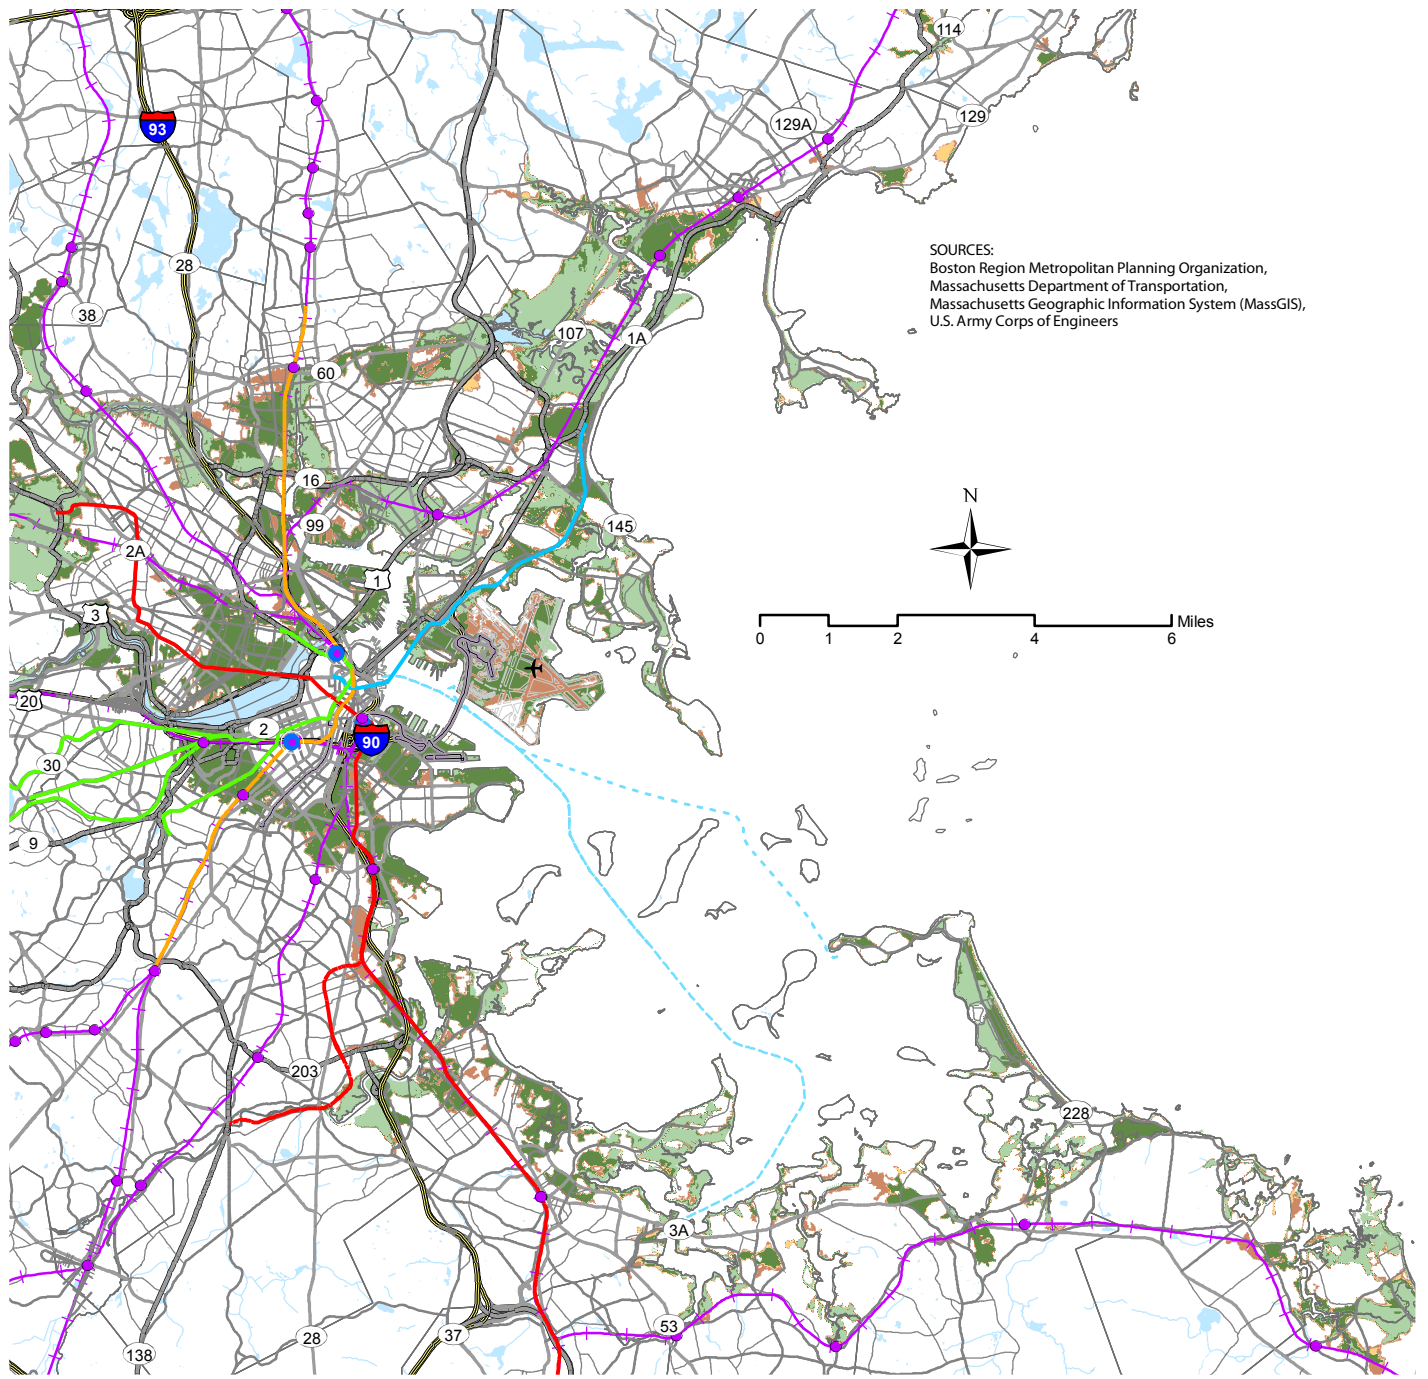 114
129
129A
93
SOURCES:
Boston Region Metropolitan Planning Organization,
Massachusetts Department of Transportation,
Massachusetts Geographic Information System (MassGIS),
U.S. Army Corps of Engineers
28
38
107
1A
60
16
N
99
145
2A
1
3
Miles
0 1 2 4 6
20
2
90
30
9
203
228
3A
53
28
37
138